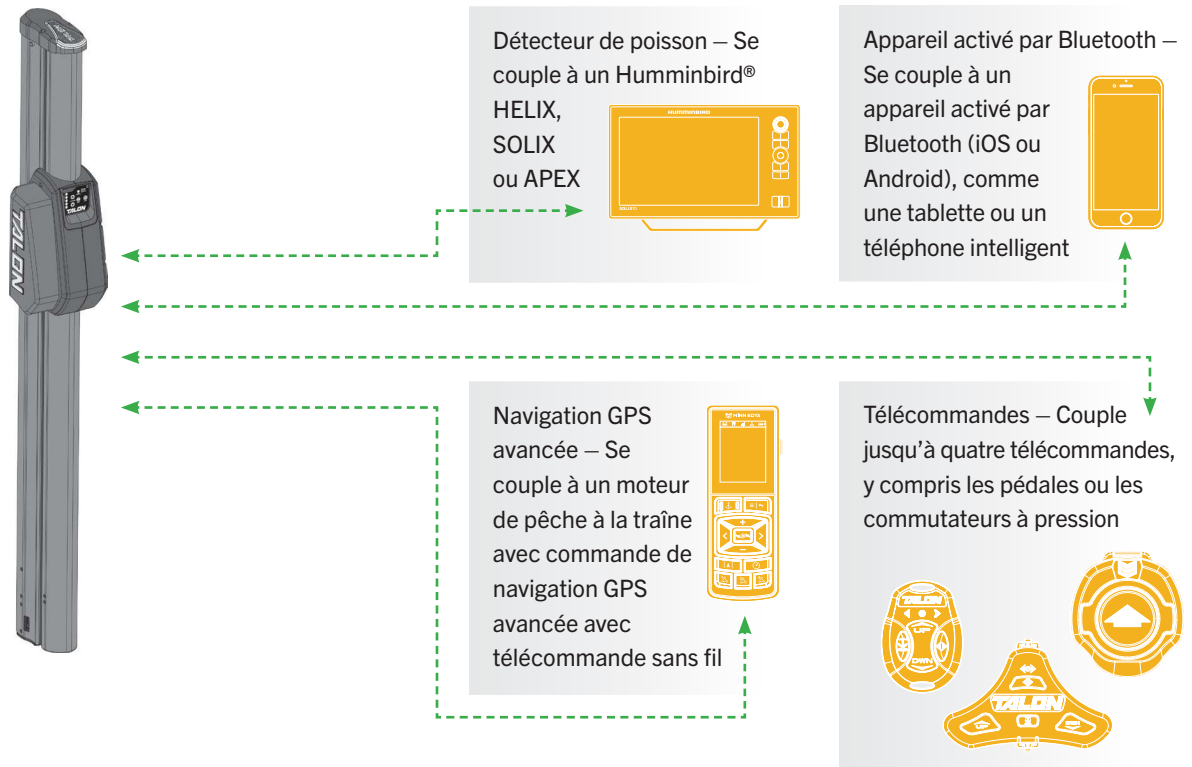 TALON
TALON
Détecteur de poisson – Se
couple à un Humminbird®
HELIX,
SOLIX
ou APEX
HUMMINBIRD
Appareil activé par Bluetooth –
Se couple à un
appareil activé par
Bluetooth (iOS ou
Android), comme
une tablette ou un
téléphone intelligent
Navigation GPS
avancée – Se
couple à un moteur
de pêche à la traîne
avec commande de
navigation GPS
avancée avec
télécommande sans fil
MINN KOTA
Télécommandes – Couple
jusqu’à quatre télécommandes,
y compris les pédales ou les
commutateurs à pression
TALON
UP
DWN
TALON